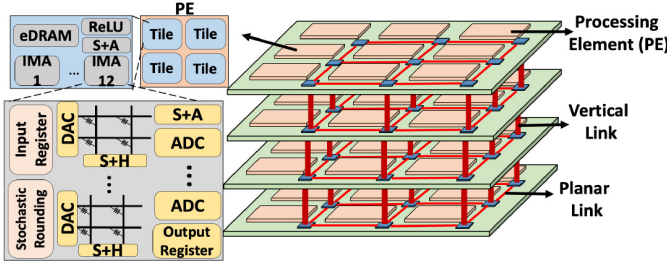 PE
eDRAM
ReLU
S+A
IMA
1
...
IMA
12
Tile
Tile
Tile
Tile
Input
Register
DAC
S+H
S+A
ADC
Stochastic
Rounding
DAC
S+H
ADC
Output
Register
Processing
Element (PE)
Vertical
Link
Planar
Link